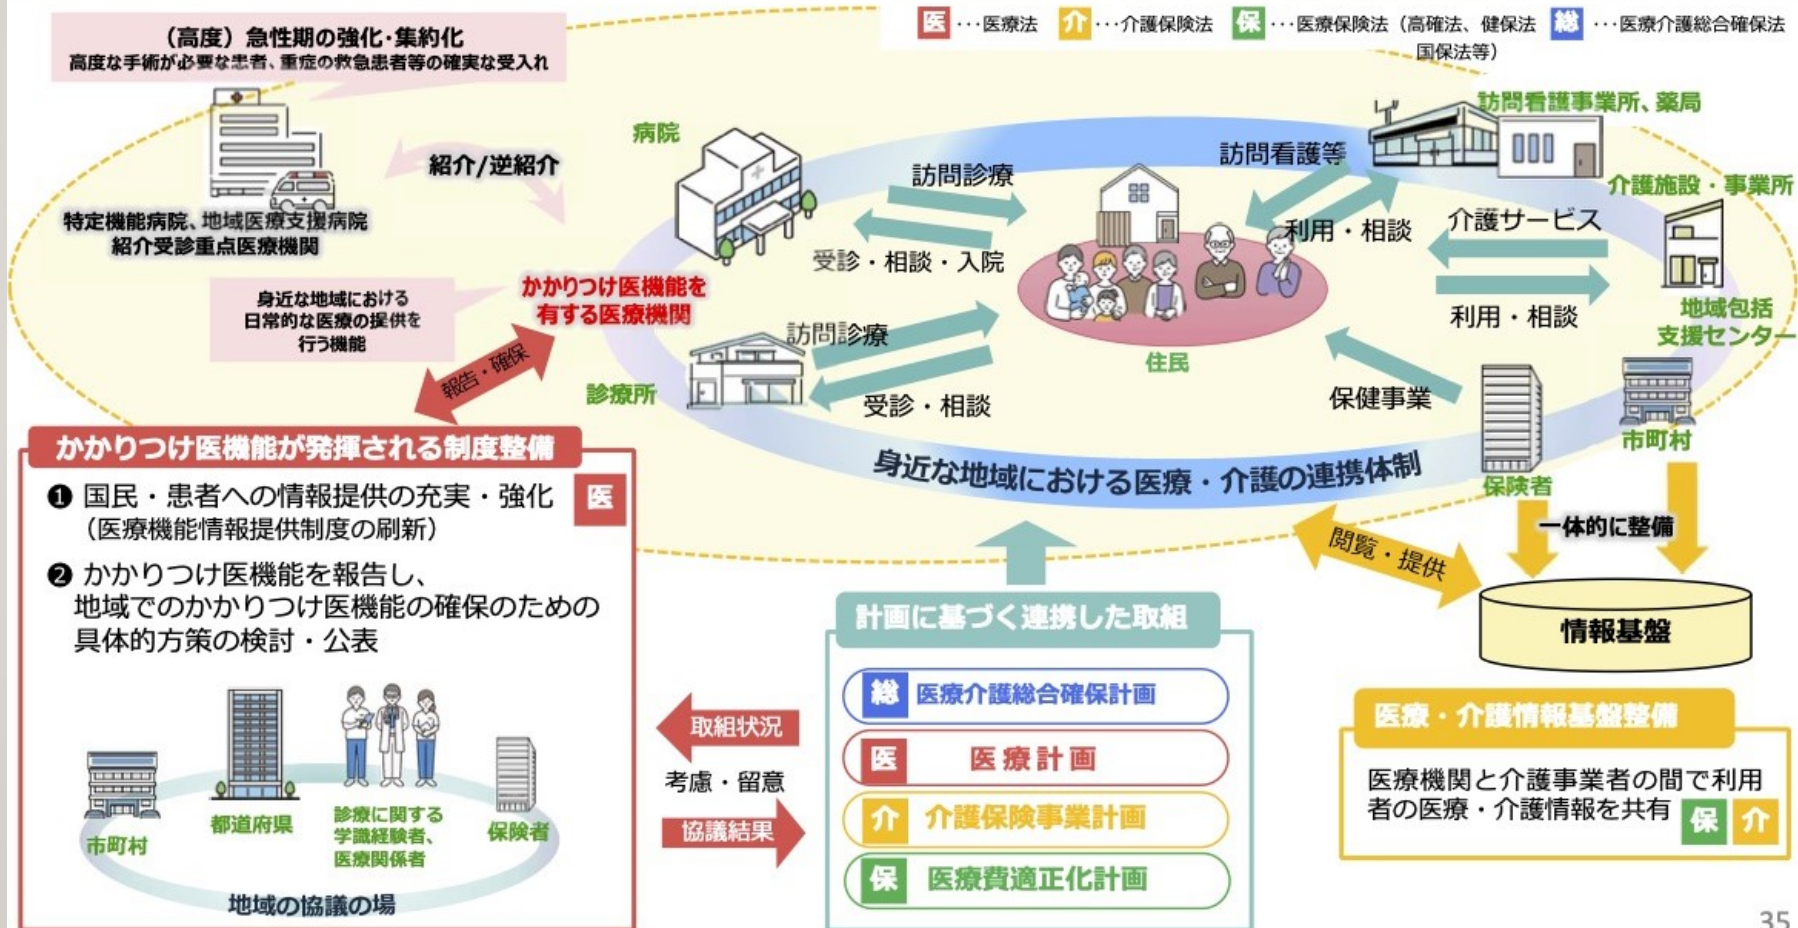 医 ･･･医療法 介 ･･･介護保険法 保 ･･･医療保険法（高確法、健保法 総 ･･･医療介護総合確保法
国保法等）
（高度）急性期の強化･集約化
高度な手術が必要な患者、重症の救急患者等の確実な受入れ
紹介/逆紹介
特定機能病院、地域医療支援病院
紹介受診重点医療機関
身近な地域における
日常的な医療の提供を
行う機能
かかりつけ医機能を
有する医療機関
病院
訪問診療
受診・相談・入院
診療所
訪問診療
受診・相談
住民
訪問看護事業所、薬局
訪問看護等
利用・相談
介護施設・事業所
介護サービス
利用・相談
地域包括
支援センター
保健事業
保険者
市町村
身近な地域における医療・介護の連携体制
一体的に整備
閲覧・提供
情報基盤
報告・確保
かかりつけ医機能が発揮される制度整備
❶ 国民・患者への情報提供の充実・強化 医
（医療機能情報提供制度の刷新）
❷ かかりつけ医機能を報告し、
地域でのかかりつけ医機能の確保のための
具体的方策の検討・公表
市町村
都道府県
診療に関する
学識経験者、
医療関係者
保険者
地域の協議の場
取組状況
考慮・留意
協議結果
計画に基づく連携した取組
総 医療介護総合確保計画
医 医療計画
介 介護保険事業計画
保 医療費適正化計画
医療・介護情報基盤整備
医療機関と介護事業者の間で利用
者の医療・介護情報を共有 保 介
35